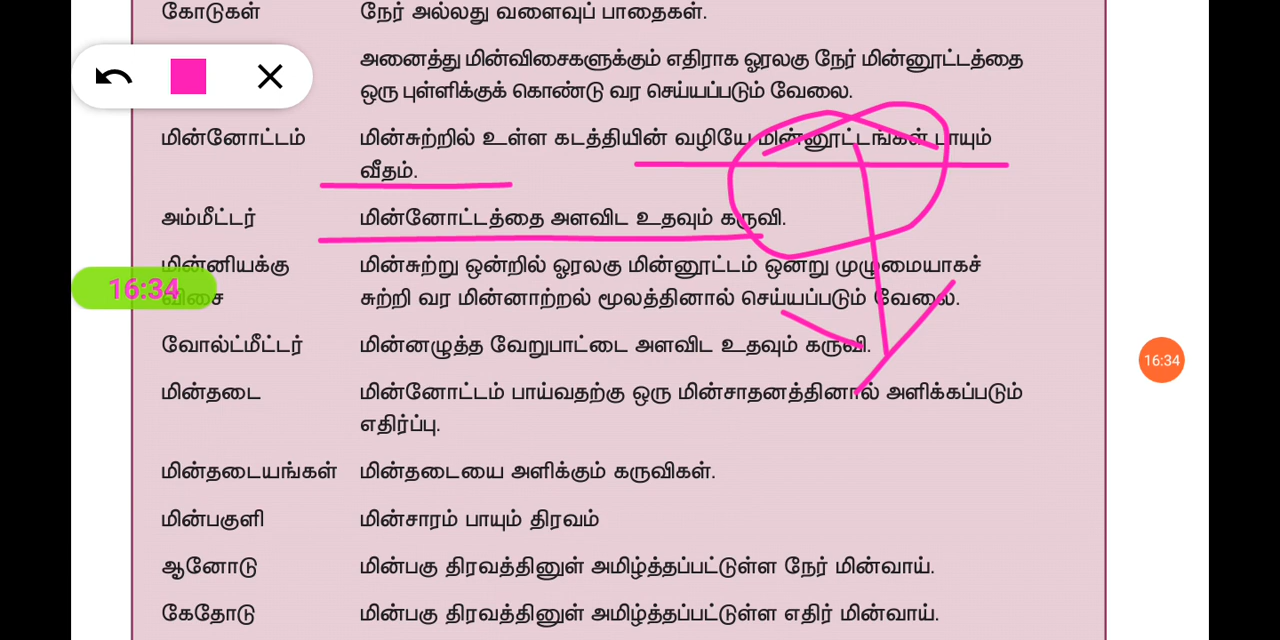 கோடுகள் நேர் அல்லது வளைவுப் பாதைகள்.
அனைத்து மின்விசைகளுக்கும் எதிராக ஓரலகு நேர் மின்னூட்டத்தை
ஒரு புள்ளிக்குக் கொண்டு வர செய்யப்படும் வேலை.
மின்னோட்டம் மின்சுற்றில் உள்ள கடத்தியின் வழியே மின்னூட்டங்கள் பாயும்
வீதம்.
அம்மீட்டர் மின்னோட்டத்தை அளவிட உதவும் கருவி.
மின்னியக்கு மின்சுற்று ஒன்றில் ஓரலகு மின்னூட்டம் ஒன்று முழுமையாகச்
விசை சுற்றி வர மின்னாற்றல் மூலத்தினால் செய்யப்படும் வேலை.
16:34
16:34
வோல்ட்மீட்டர் மின்னழுத்த வேறுபாட்டை அளவிட உதவும் கருவி.
மின்தடை மின்னோட்டம் பாய்வதற்கு ஒரு மின்சாதனத்தினால் அளிக்கப்படும்
எதிர்ப்பு.
மின்தடையங்கள் மின்தடையை அளிக்கும் கருவிகள்.
மின்பகுளி மின்சாரம் பாயும் திரவம்
ஆனோடு மின்பகு திரவத்தினுள் அமிழ்த்தப்பட்டுள்ள நேர் மின்வாய்.
கேதோடு மின்பகு திரவத்தினுள் அமிழ்த்தப்பட்டுள்ள எதிர் மின்வாய்.